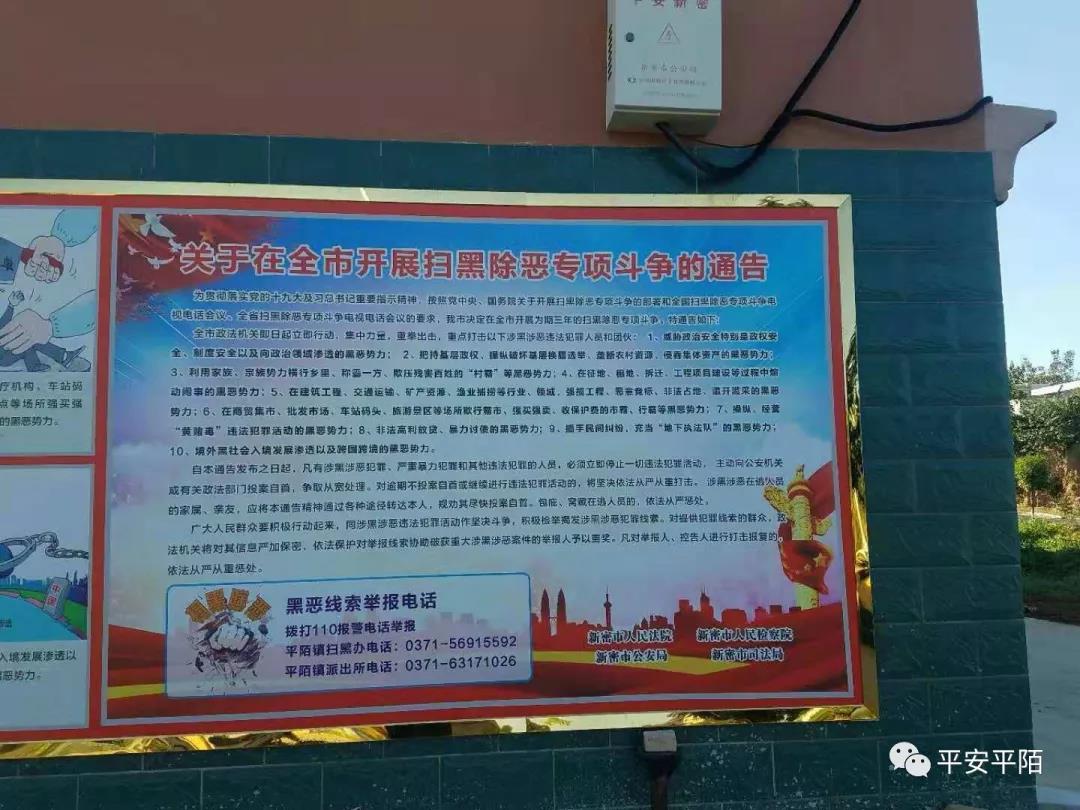 平安新密
新密市公安局
关于在全市开展扫黑除恶专项斗争的通告
为贯彻落实党的十九大及习总书记重要指示精神，按照党中央、国务院关于开展扫黑除恶专项斗争的部署和全国扫黑除恶专项斗争电
视电话会议、全省扫黑除恶专项斗争电视电话会议的要求，我市决定在全市开展为期三年的扫黑除恶专项斗争。特通告如下：
全市政法机关即日起立即行动，集中力量，重拳出击，重点打击以下涉黑涉恶违法犯罪人员和团伙： 1、威胁政治安全特别是政权安
全、制度安全以及向政治领域渗透的黑恶势力； 2、把持基层政权、操纵破坏基层换届选举、垄断农村资源、侵吞集体资产的黑恶势力；
3、利用家族、宗族势力横行乡里、称霸一方、欺压残害百姓的“村霸”等黑恶势力；4、在征地、租地、拆迁、工程项目建设等过程中煽
动闹事的黑恶势力；5、在建筑工程、交通运输、矿产资源、渔业捕捞等行业、领域，强揽工程、恶意竞标、非法占地、滥开滥采的黑恶
势力；6、在商贸集市、批发市场、车站码头、旅游景区等场所欺行霸市、强买强卖、收保护费的市霸、行霸等黑恶势力；7、操纵、经营
“黄赌毒”违法犯罪活动的黑恶势力；8、非法高利放贷、暴力讨债的黑恶势力；9、插手民间纠纷，充当“地下执法队”的黑恶势力；
10、境外黑社会入境发展渗透以及跨国跨境的黑恶势力。
自本通告发布之日起，凡有涉黑涉恶犯罪、严重暴力犯罪和其他违法犯罪的人员，必须立即停止一切违法犯罪活动， 主动向公安机关
或有关政法部门投案自首，争取从宽处理。对逾期不投案自首或继续进行违法犯罪活动的，将坚决依法从严从重打击。 涉黑涉恶在逃人员
的家属、亲友，应将本通告精神通过各种途径转达本人，规劝其尽快投案自首。包庇、窝藏在逃人员的，依法从严惩处。
广大人民群众要积极行动起来，同涉黑涉恶违法犯罪活动作坚决斗争，积极检举揭发涉黑涉恶犯罪线索。对提供犯罪线索的群众，政
法机关将对其信息严加保密、依法保护对举报线索协助破获重大涉黑涉恶案件的举报人予以重奖。凡对举报人、控告人进行打击报复的，
依法从严从重惩处。
黑恶线索举报电话
拨打110报警电话举报
平陌镇扫黑办电话：0371-56915592
平陌镇派出所电话：0371-63171026
新密市人民法院 新密市人民检察院
新密市公安局 新密市司法局
疗机构，车站码
点等场所强买强
的黑恶势力。
入境发展渗透以
黑恶势力。
平安平陌